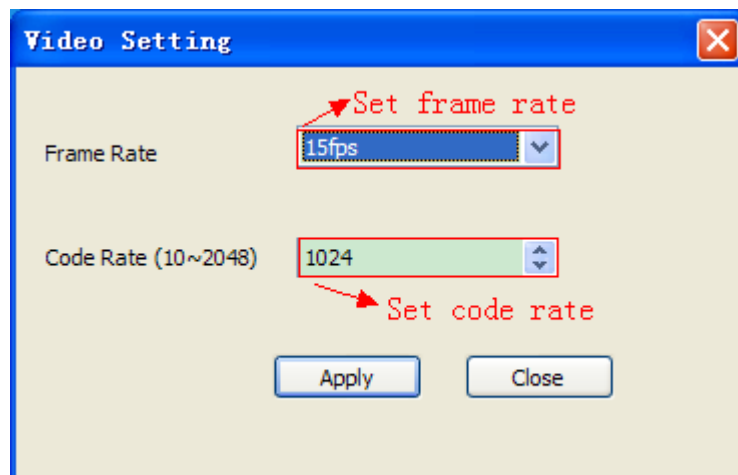 Video Setting
Set frame rate
Frame Rate
15fps
Code Rate (10~2048)
1024
Set code rate
Apply
Close